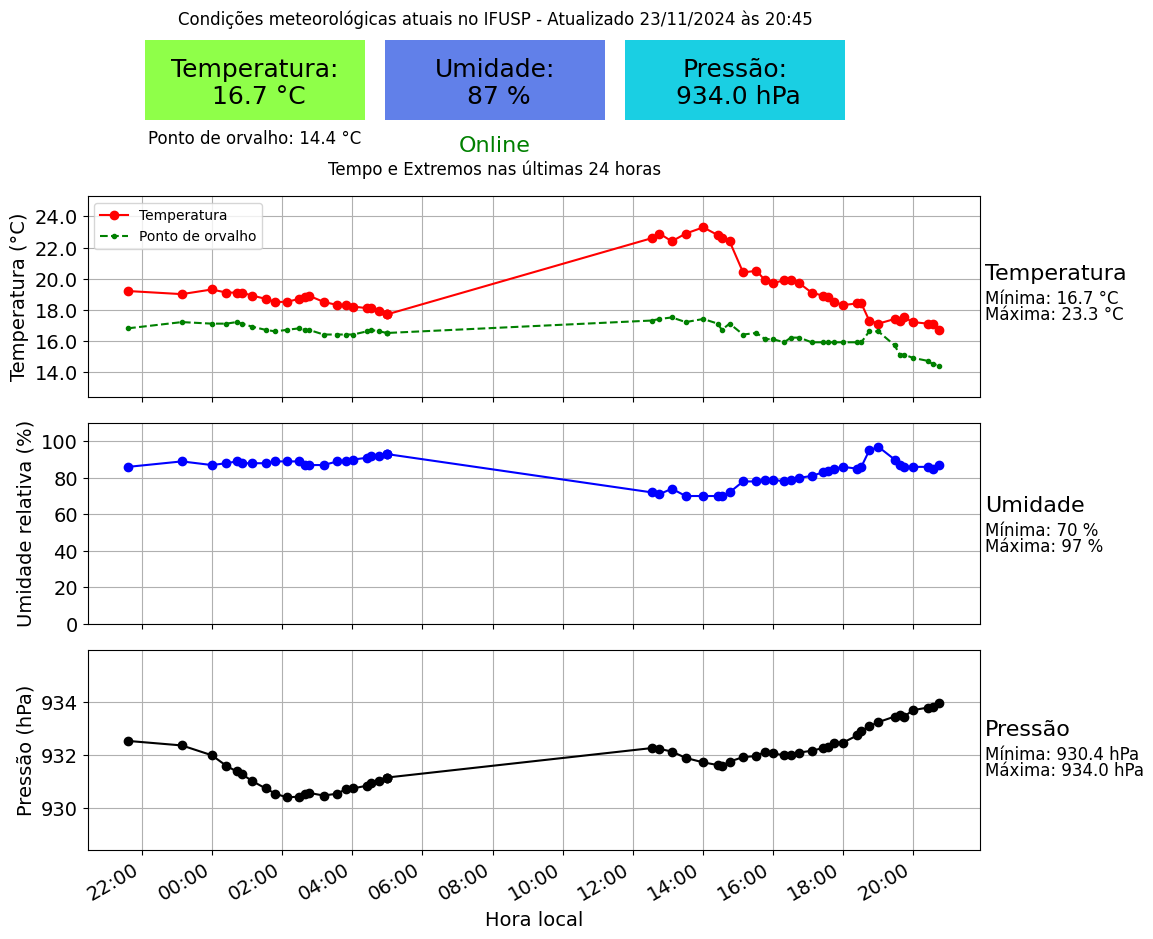 Condições meteorológicas atuais no IFUSP - Atualizado 23/11/2024 às 20:45
Temperatura:
16.7 °C
Umidade:
87 %
Pressão:
934.0 hPa
Ponto de orvalho: 14.4 °C
Online
Tempo e Extremos nas últimas 24 horas
Temperatura (°C)
24.0
22.0
20.0
18.0
16.0
14.0
Temperatura
Ponto de orvalho
Temperatura
Mínima: 16.7 °C
Máxima: 23.3 °C
Umidade relativa (%)
100
80
60
40
20
0
Umidade
Mínima: 70 %
Máxima: 97 %
Pressão (hPa)
934
932
930
Pressão
Mínima: 930.4 hPa
Máxima: 934.0 hPa
22:00 00:00 02:00 04:00 06:00 08:00 10:00 12:00 14:00 16:00 18:00 20:00
Hora local